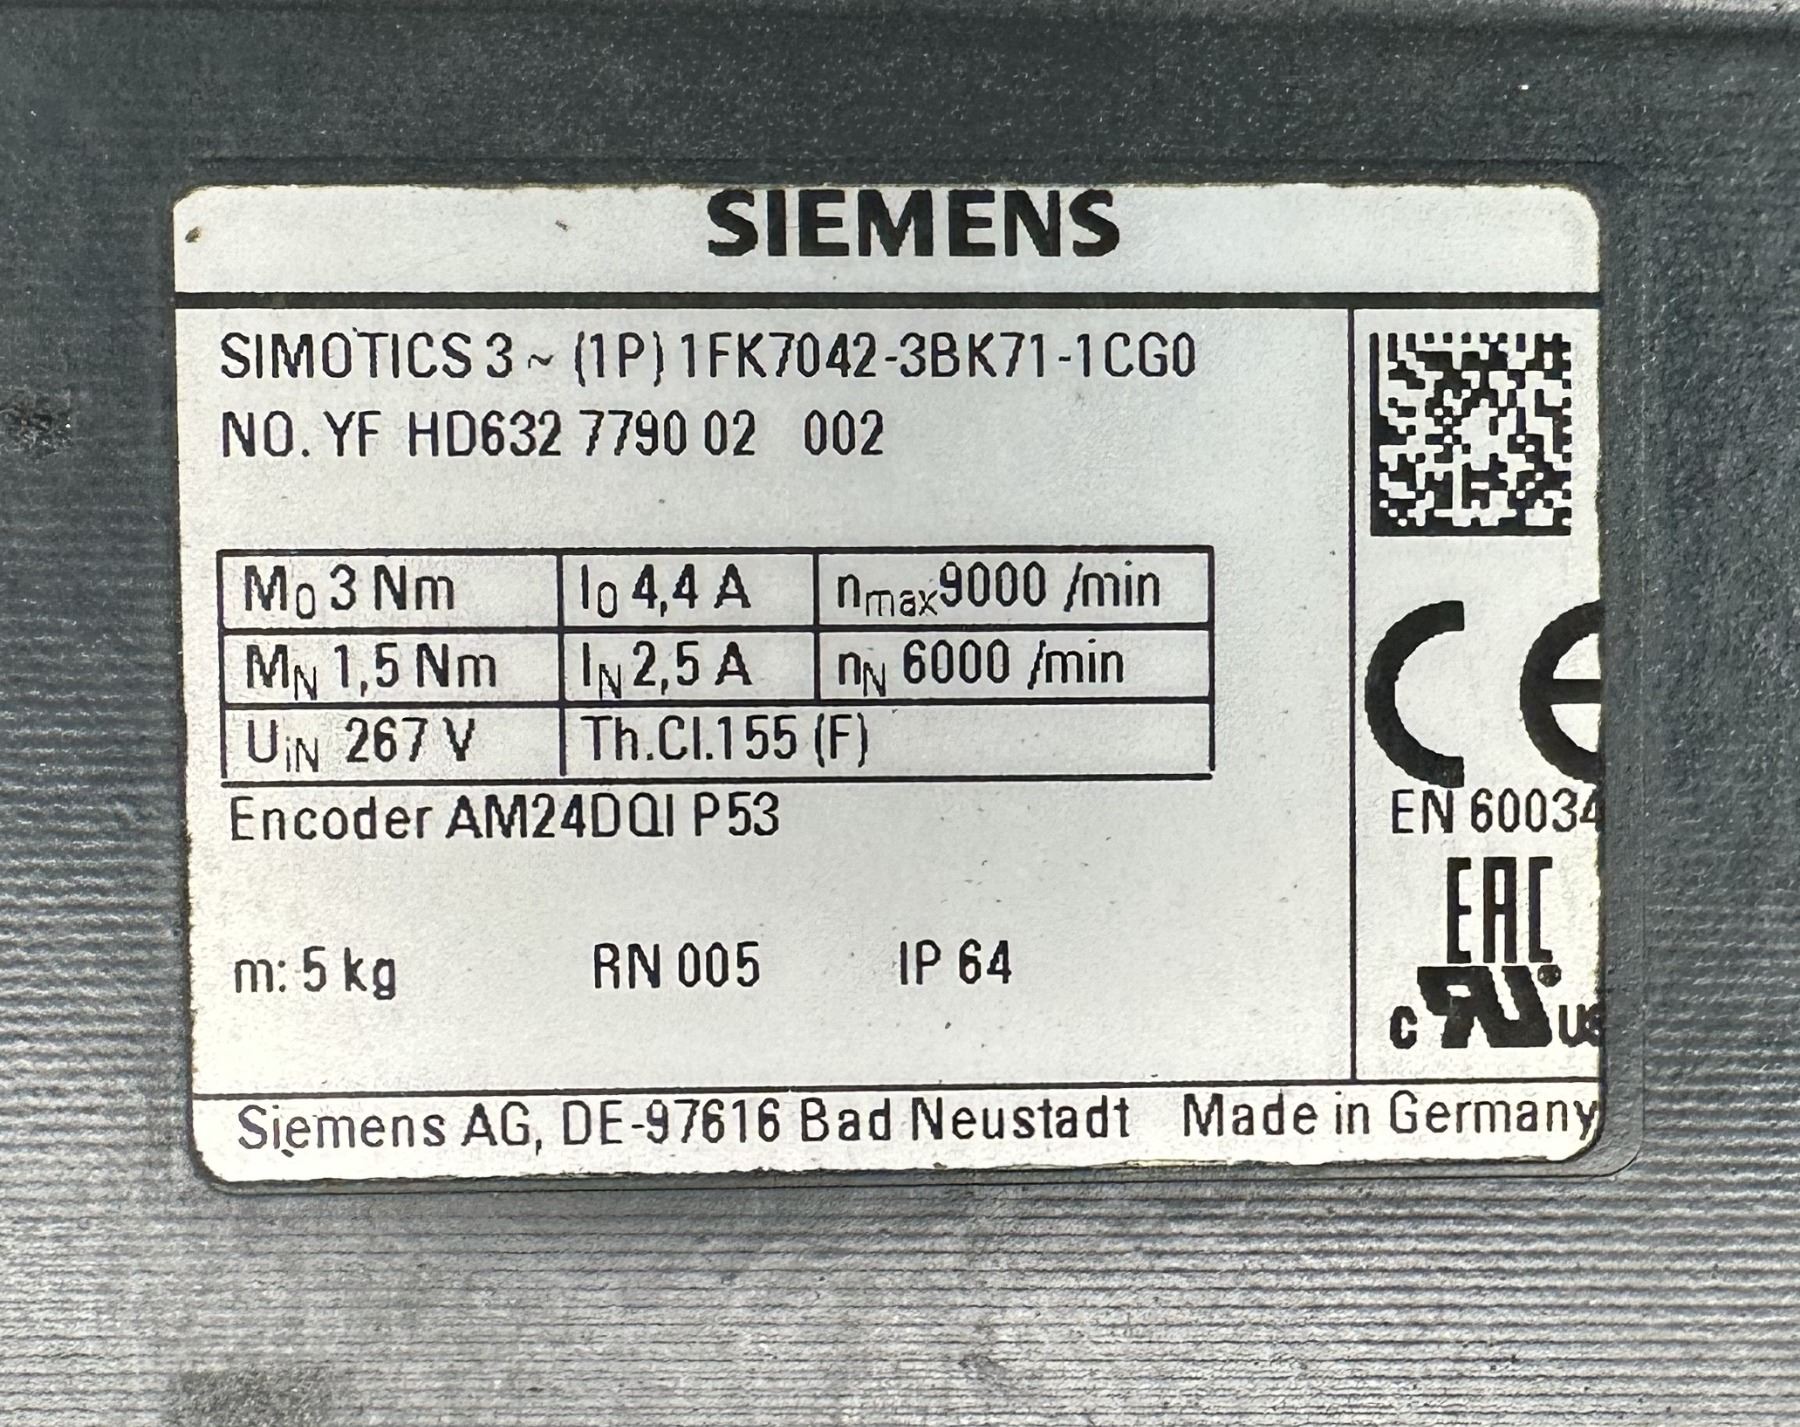 SIEMENS
SIMOTICS 3 ~ (1P) 1FK7042-3BK71-1CG0
NO. YF HD632 7790 02 002
M0 3 Nm I0 4,4 A nmax 9000 /min
MN 1,5 Nm IN 2,5 A nN 6000 /min
UiN 267 V Th.Cl.155 (F)
Encoder AM24DQI P53
m: 5 kg RN 005 IP 64
CE
EN 60034
EAC
c RU ® US
Siemens AG, DE-97616 Bad Neustadt Made in Germany